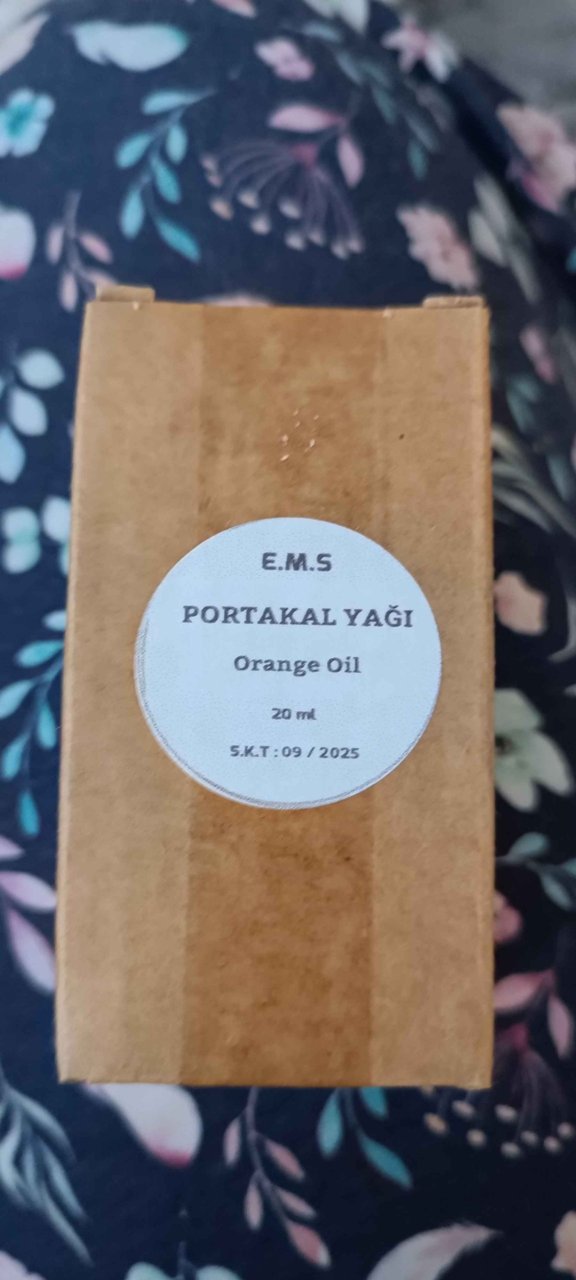 E.M.S
PORTAKAL YAĞI
Orange Oil
20 ml
S.K.T : 09 / 2025